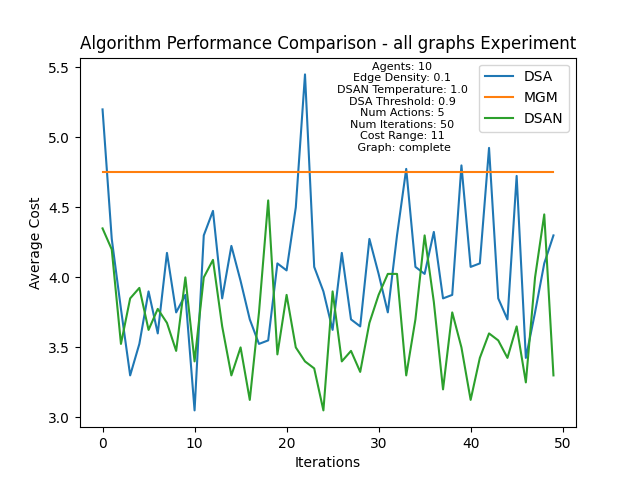 Algorithm Performance Comparison - all graphs Experiment
Agents: 10
Edge Density: 0.1
DSAN Temperature: 1.0
DSA Threshold: 0.9
Num Actions: 5
Num Iterations: 50
Cost Range: 11
Graph: complete
DSA
MGM
DSAN
Average Cost
5.5
5.0
4.5
4.0
3.5
3.0
0
10
20
30
40
50
Iterations